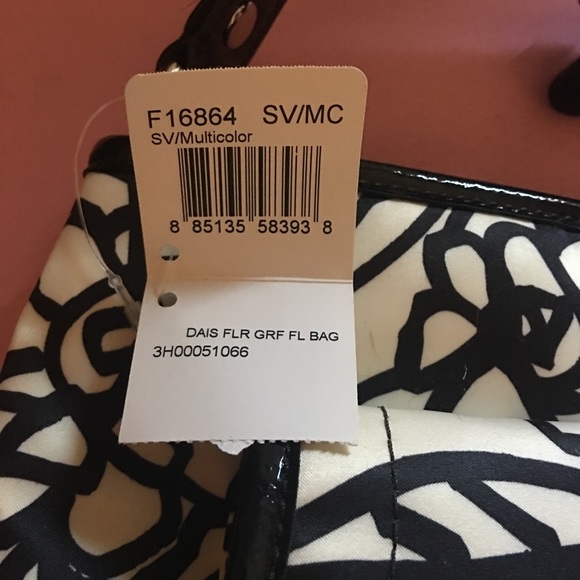 F16864 SV/MC
SV/Multicolor
8 85135 58393 8
DAIS FLR GRF FL BAG
3H00051066